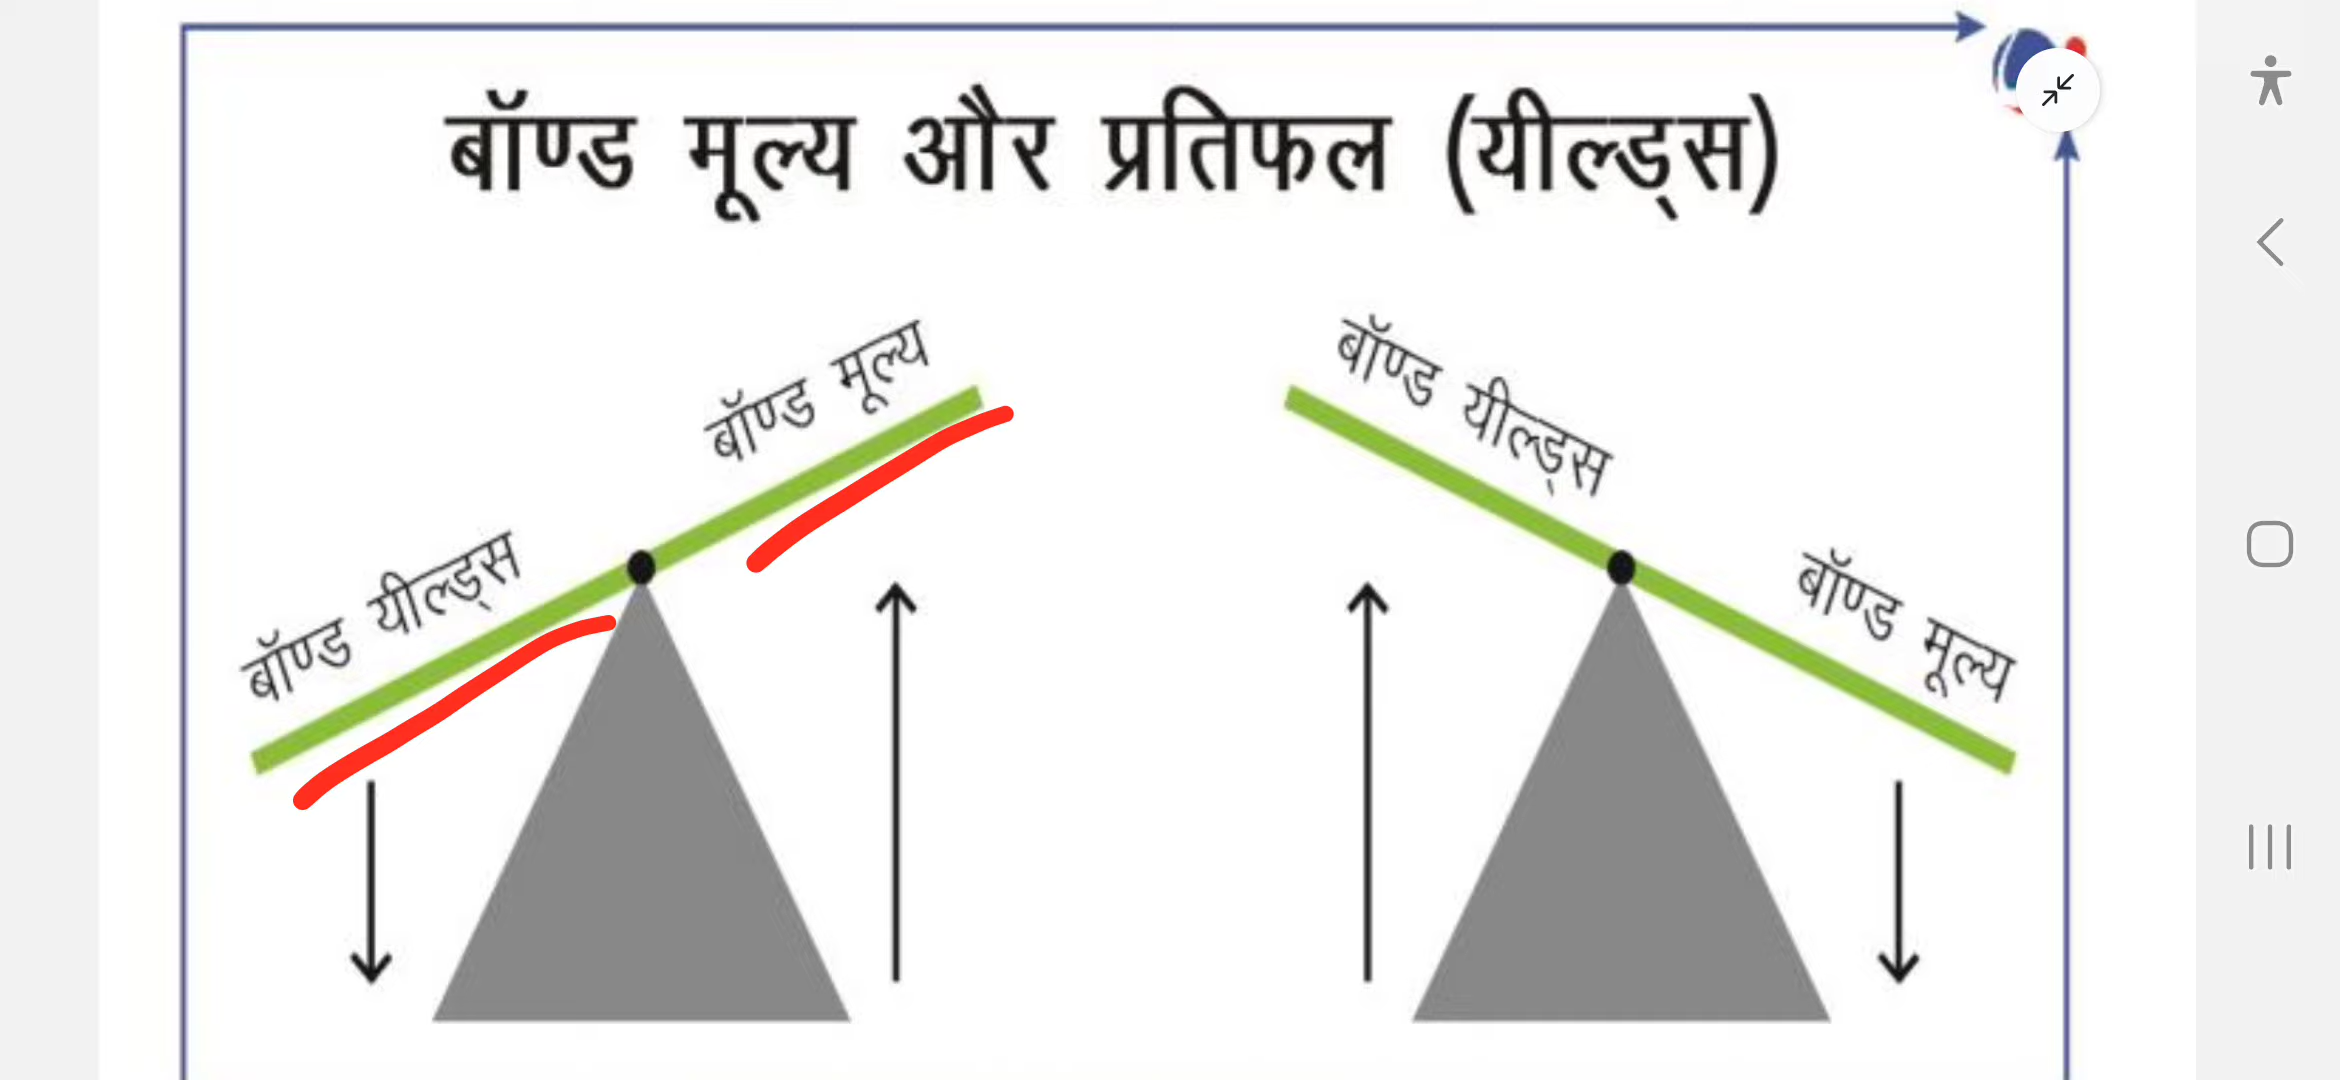 बॉण्ड मूल्य और प्रतिफल (यील्ड्स)
बॉण्ड यील्ड्स
बॉण्ड मूल्य
बॉण्ड यील्ड्स
बॉण्ड मूल्य